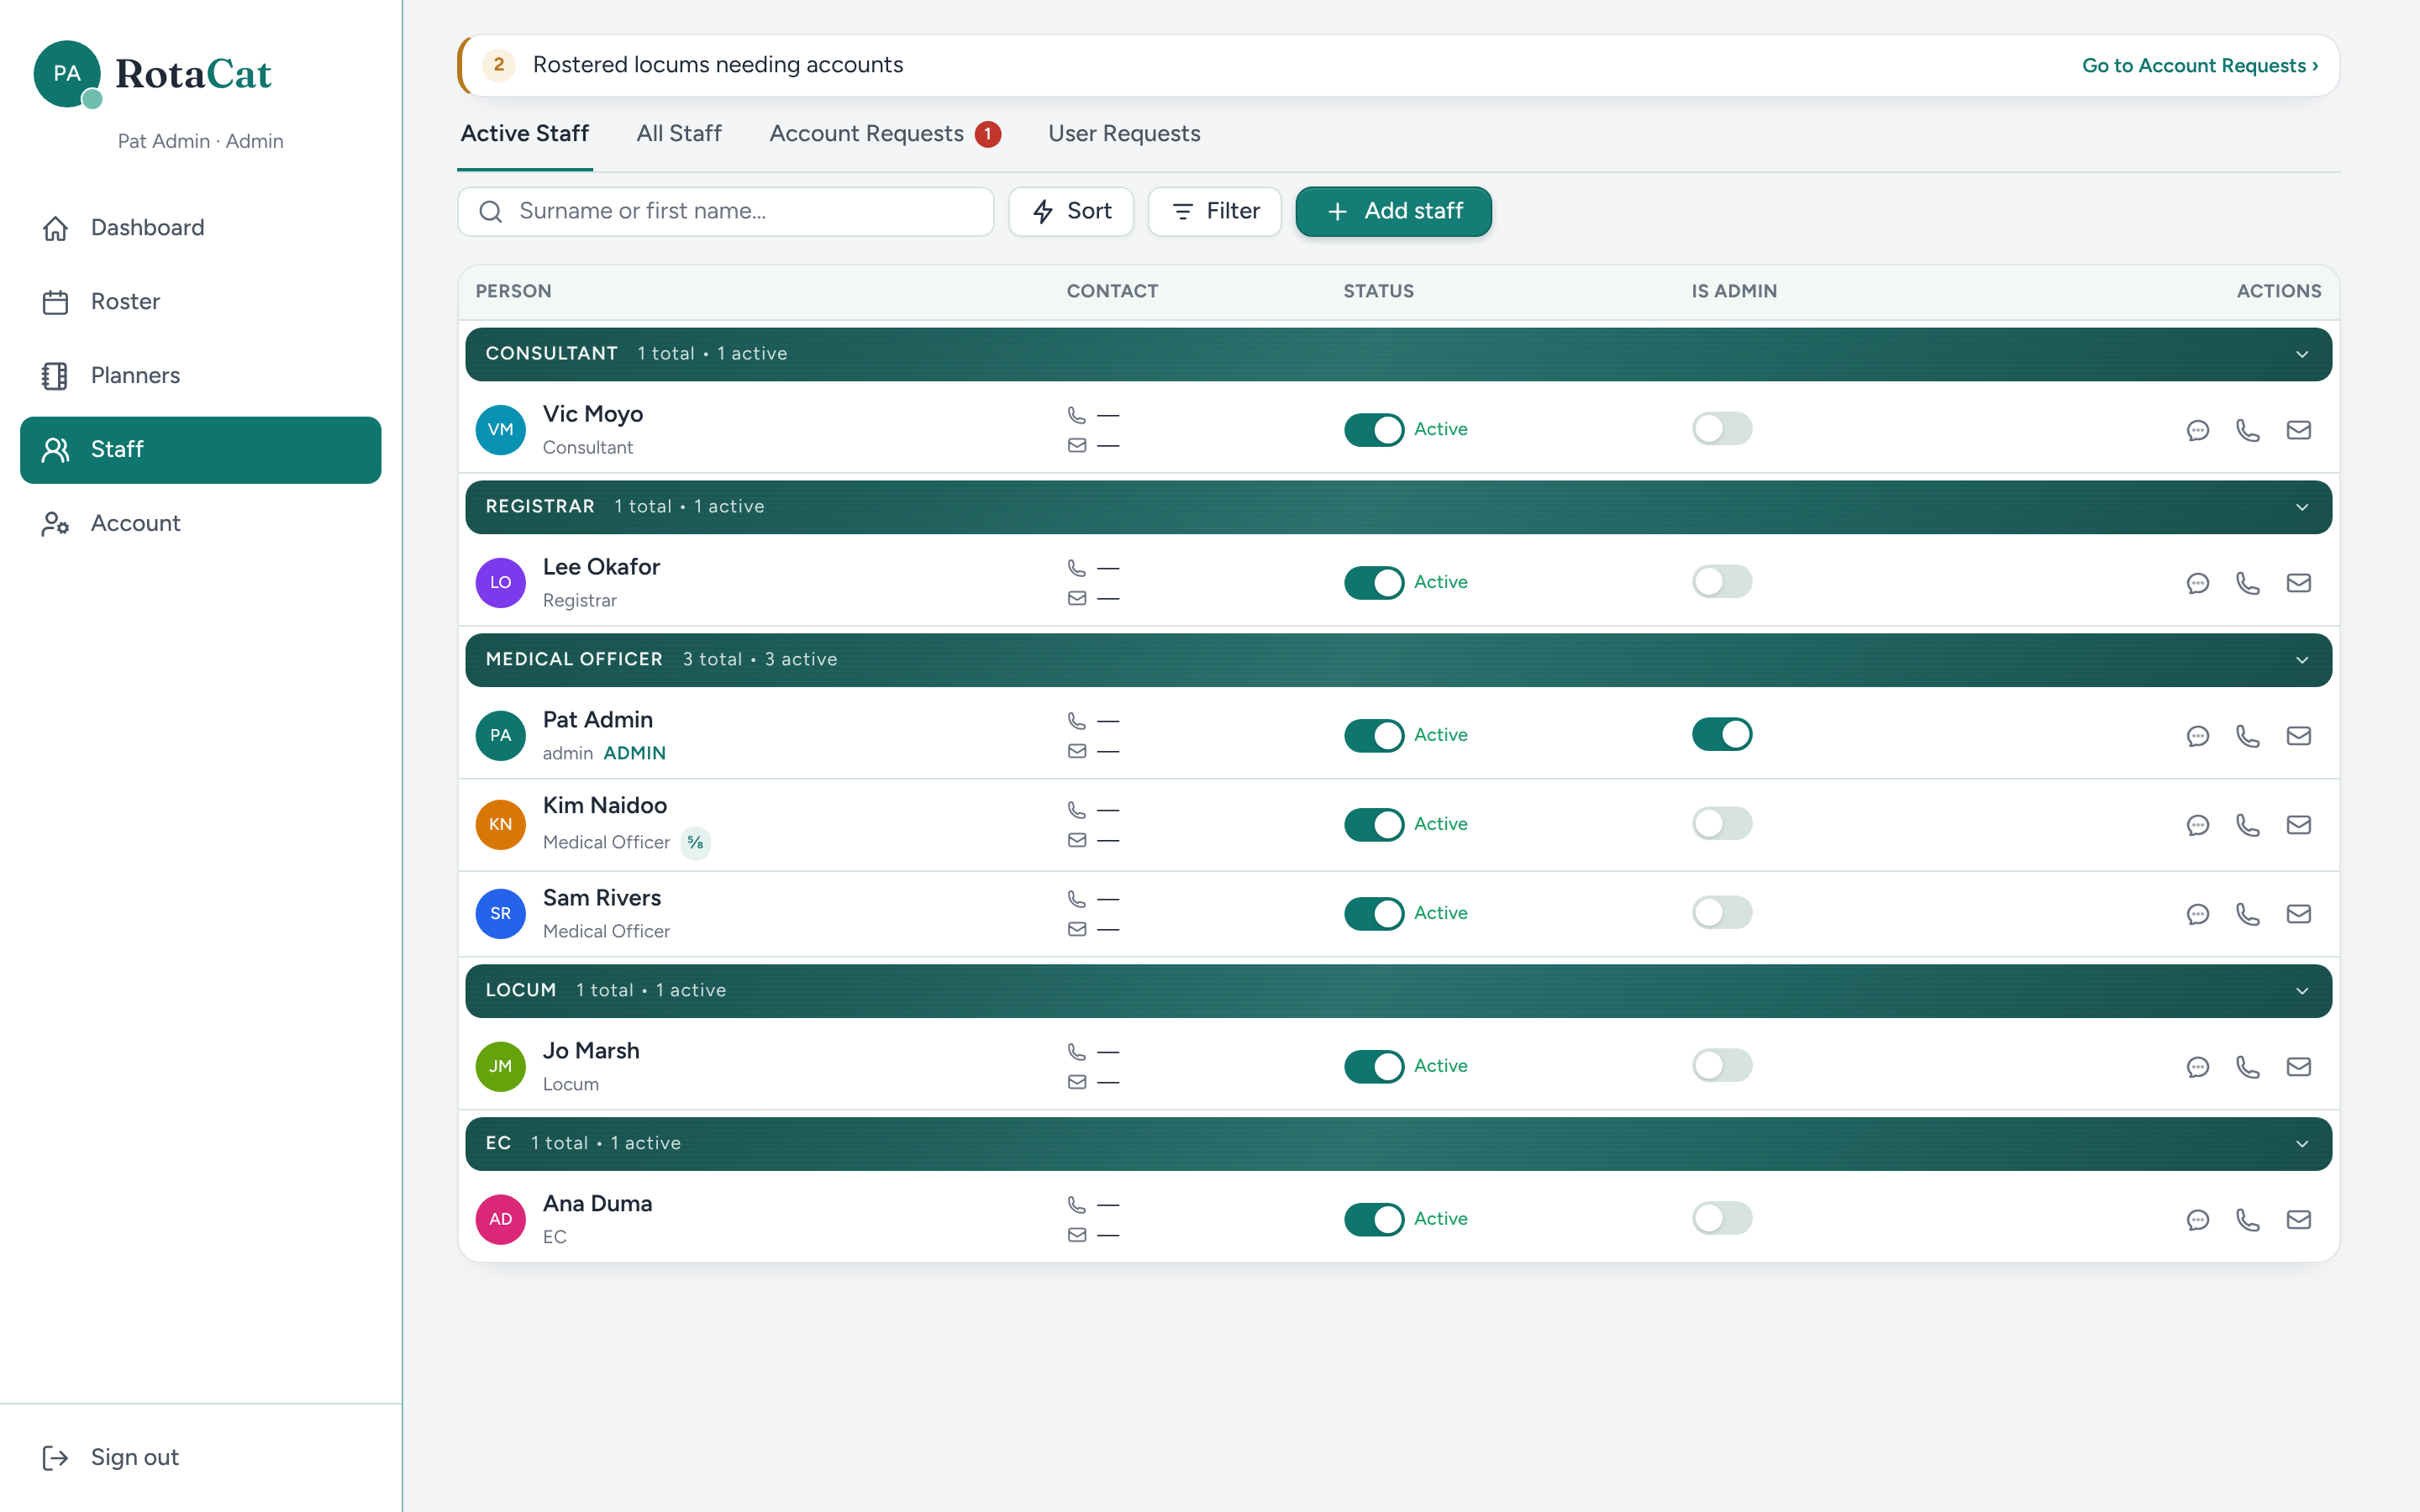 PA RotaCat
Pat Admin · Admin
Dashboard
Roster
Planners
Staff
Account
Sign out
2 Rostered locums needing accounts Go to Account Requests ›
Active Staff All Staff Account Requests 1 User Requests
Surname or first name... Sort Filter + Add staff
PERSON CONTACT STATUS IS ADMIN ACTIONS
CONSULTANT 1 total • 1 active
VM Vic Moyo — Active
Consultant —
REGISTRAR 1 total • 1 active
LO Lee Okafor — Active
Registrar —
MEDICAL OFFICER 3 total • 3 active
PA Pat Admin — Active
admin ADMIN —
KN Kim Naidoo — Active
Medical Officer ⅝ —
SR Sam Rivers — Active
Medical Officer —
LOCUM 1 total • 1 active
JM Jo Marsh — Active
Locum —
EC 1 total • 1 active
AD Ana Duma — Active
EC —